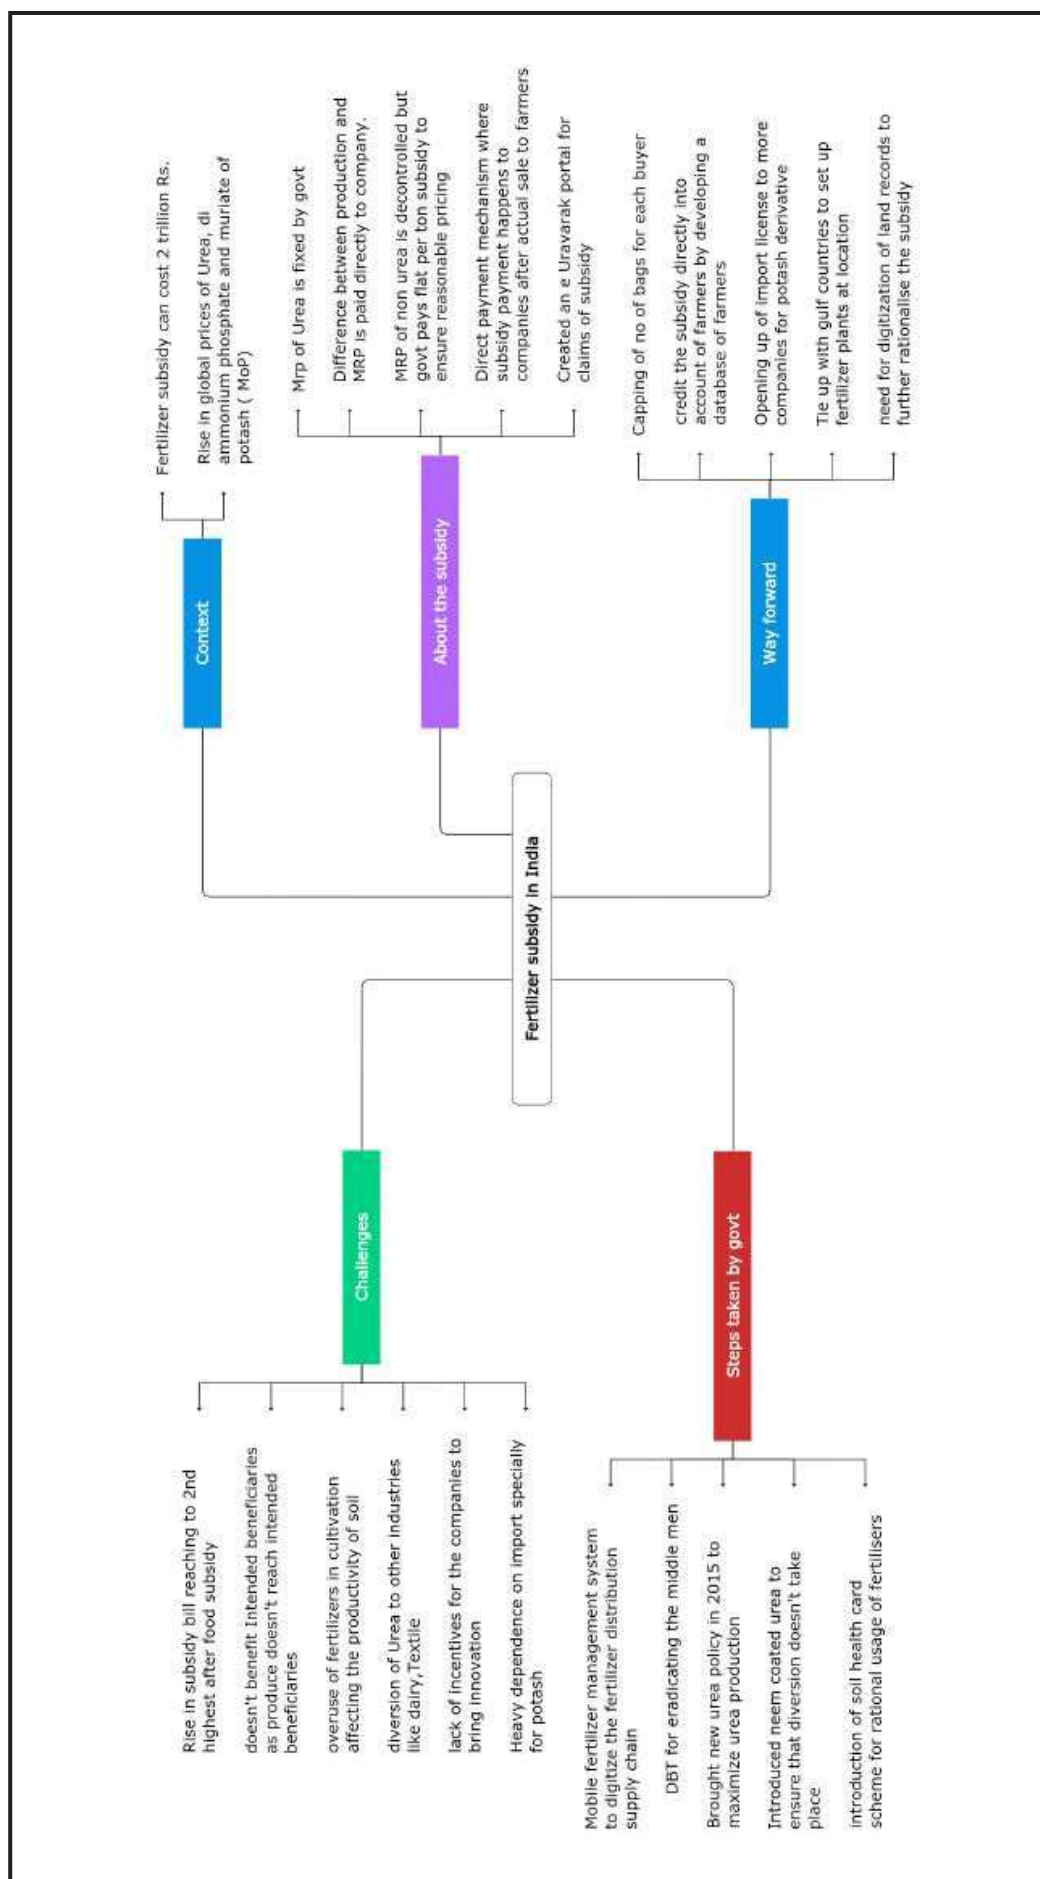 Fertilizer subsidy in India
Context
Fertilizer subsidy can cost 2 trillion Rs.
Rise in global prices of Urea, di
ammonium phosphate and muriate of
potash ( MoP)
About the subsidy
Mrp of Urea is fixed by govt
Difference between production and
MRP is paid directly to company.
MRP of non urea is decontrolled but
govt pays flat per ton subsidy to
ensure reasonable pricing
Direct payment mechanism where
subsidy payment happens to
companies after actual sale to farmers
Created an e Uravarak portal for
claims of subsidy
Way forward
Capping of no of bags for each buyer
credit the subsidy directly into
account of farmers by developing a
database of farmers
Opening up of import license to more
companies for potash derivative
Tie up with gulf countries to set up
fertilizer plants at location
need for digitization of land records to
further rationalise the subsidy
Challenges
Rise in subsidy bill reaching to 2nd
highest after food subsidy
doesn't benefit Intended beneficiaries
as produce doesn't reach intended
beneficiaries
overuse of fertilizers in cultivation
affecting the productivity of soil
diversion of Urea to other industries
like dairy,Textile
lack of incentives for the companies to
bring innovation
Heavy dependence on import specially
for potash
Steps taken by govt
Mobile fertilizer management system
to digitize the fertilizer distribution
supply chain
DBT for eradicating the middle men
Brought new urea policy in 2015 to
maximize urea production
Introduced neem coated urea to
ensure that diversion doesn't take
place
introduction of soil health card
scheme for rational usage of fertilisers